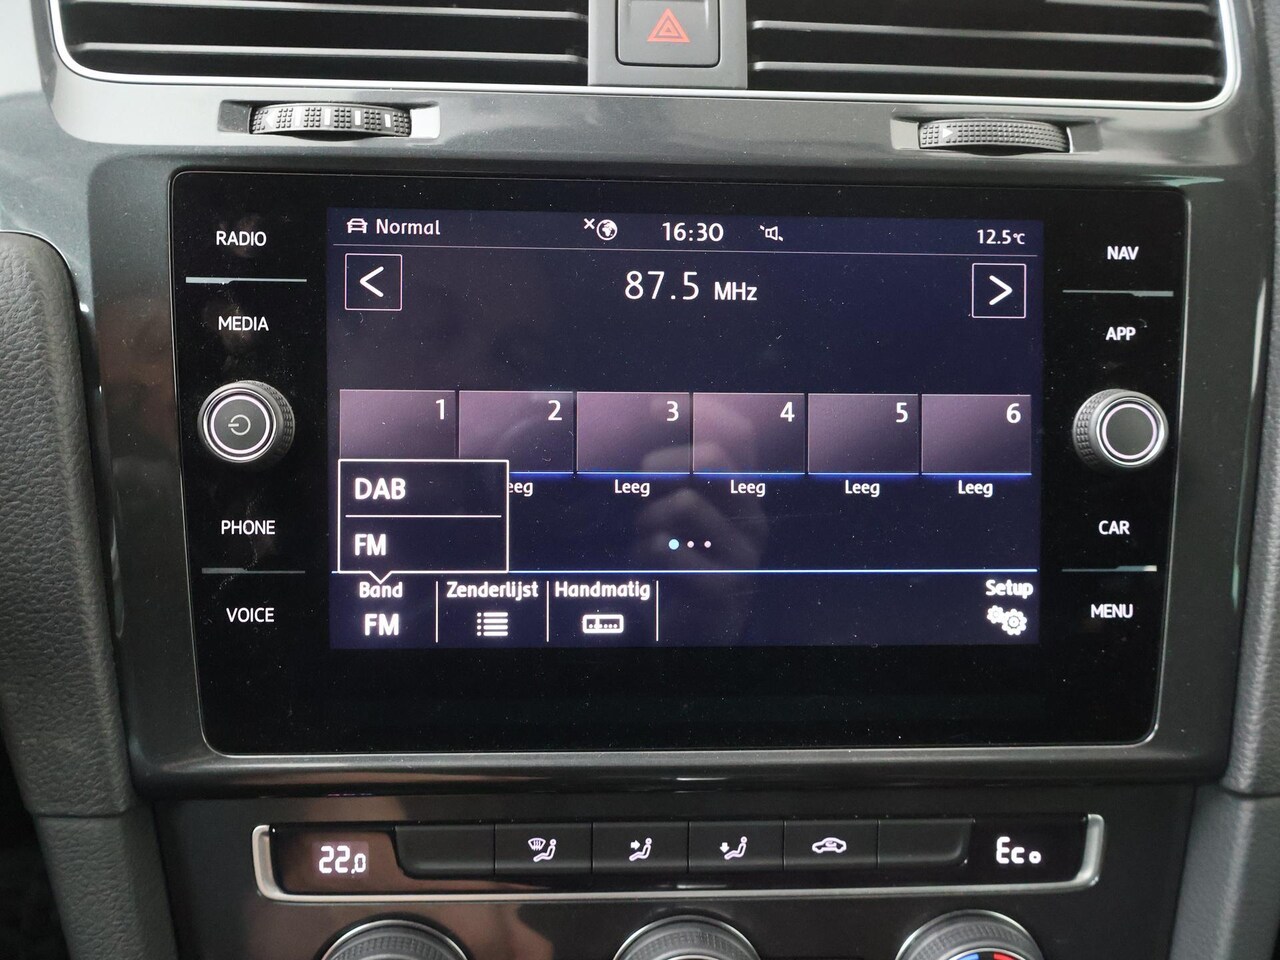 RADIO
MEDIA
PHONE
VOICE
Normal
16:30
12.5°C
87.5 MHz
1 2 3 4 5 6
Leeg Leeg Leeg Leeg
DAB
FM
Band Zenderlijst Handmatig Setup
FM
NAV
APP
CAR
MENU
22.0 Eco